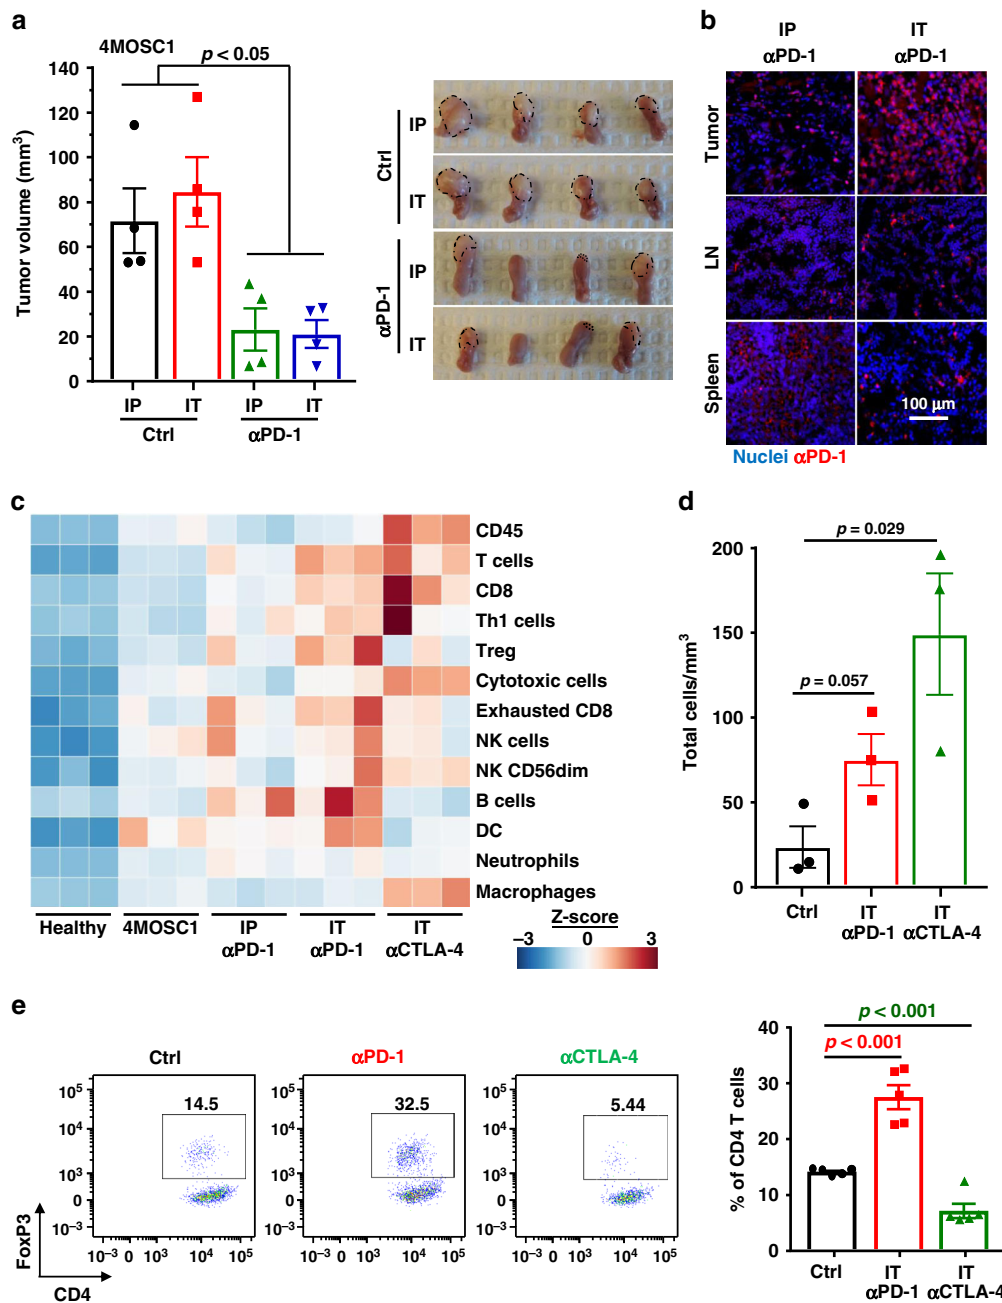 a
4MOSC1
p < 0.05
Tumor volume (mm³)
140
120
100
80
60
40
20
0
IP
IT
IP
IT
Ctrl
αPD-1
Ctrl
IP
IT
αPD-1
IP
IT
b
IP
αPD-1
IT
αPD-1
Tumor
LN
Spleen
100 µm
Nuclei αPD-1
c
CD45
T cells
CD8
Th1 cells
Treg
Cytotoxic cells
Exhausted CD8
NK cells
NK CD56dim
B cells
DC
Neutrophils
Macrophages
Healthy
4MOSC1
IP
αPD-1
IT
αPD-1
IT
αCTLA-4
Z-score
−3 0 3
d
p = 0.029
p = 0.057
Total cells/mm³
200
150
100
50
0
Ctrl
IT
αPD-1
IT
αCTLA-4
e
Ctrl
αPD-1
αCTLA-4
14.5
32.5
5.44
10⁵
10⁴
10³
0
10⁻³
10⁵
10⁴
10³
0
10⁻³
10⁵
10⁴
10³
0
10⁻³
10⁻³ 0 10³ 10⁴ 10⁵
10⁻³ 0 10³ 10⁴ 10⁵
10⁻³ 0 10³ 10⁴ 10⁵
FoxP3
CD4
p < 0.001
p < 0.001
% of CD4 T cells
40
30
20
10
0
Ctrl
IT
αPD-1
IT
αCTLA-4